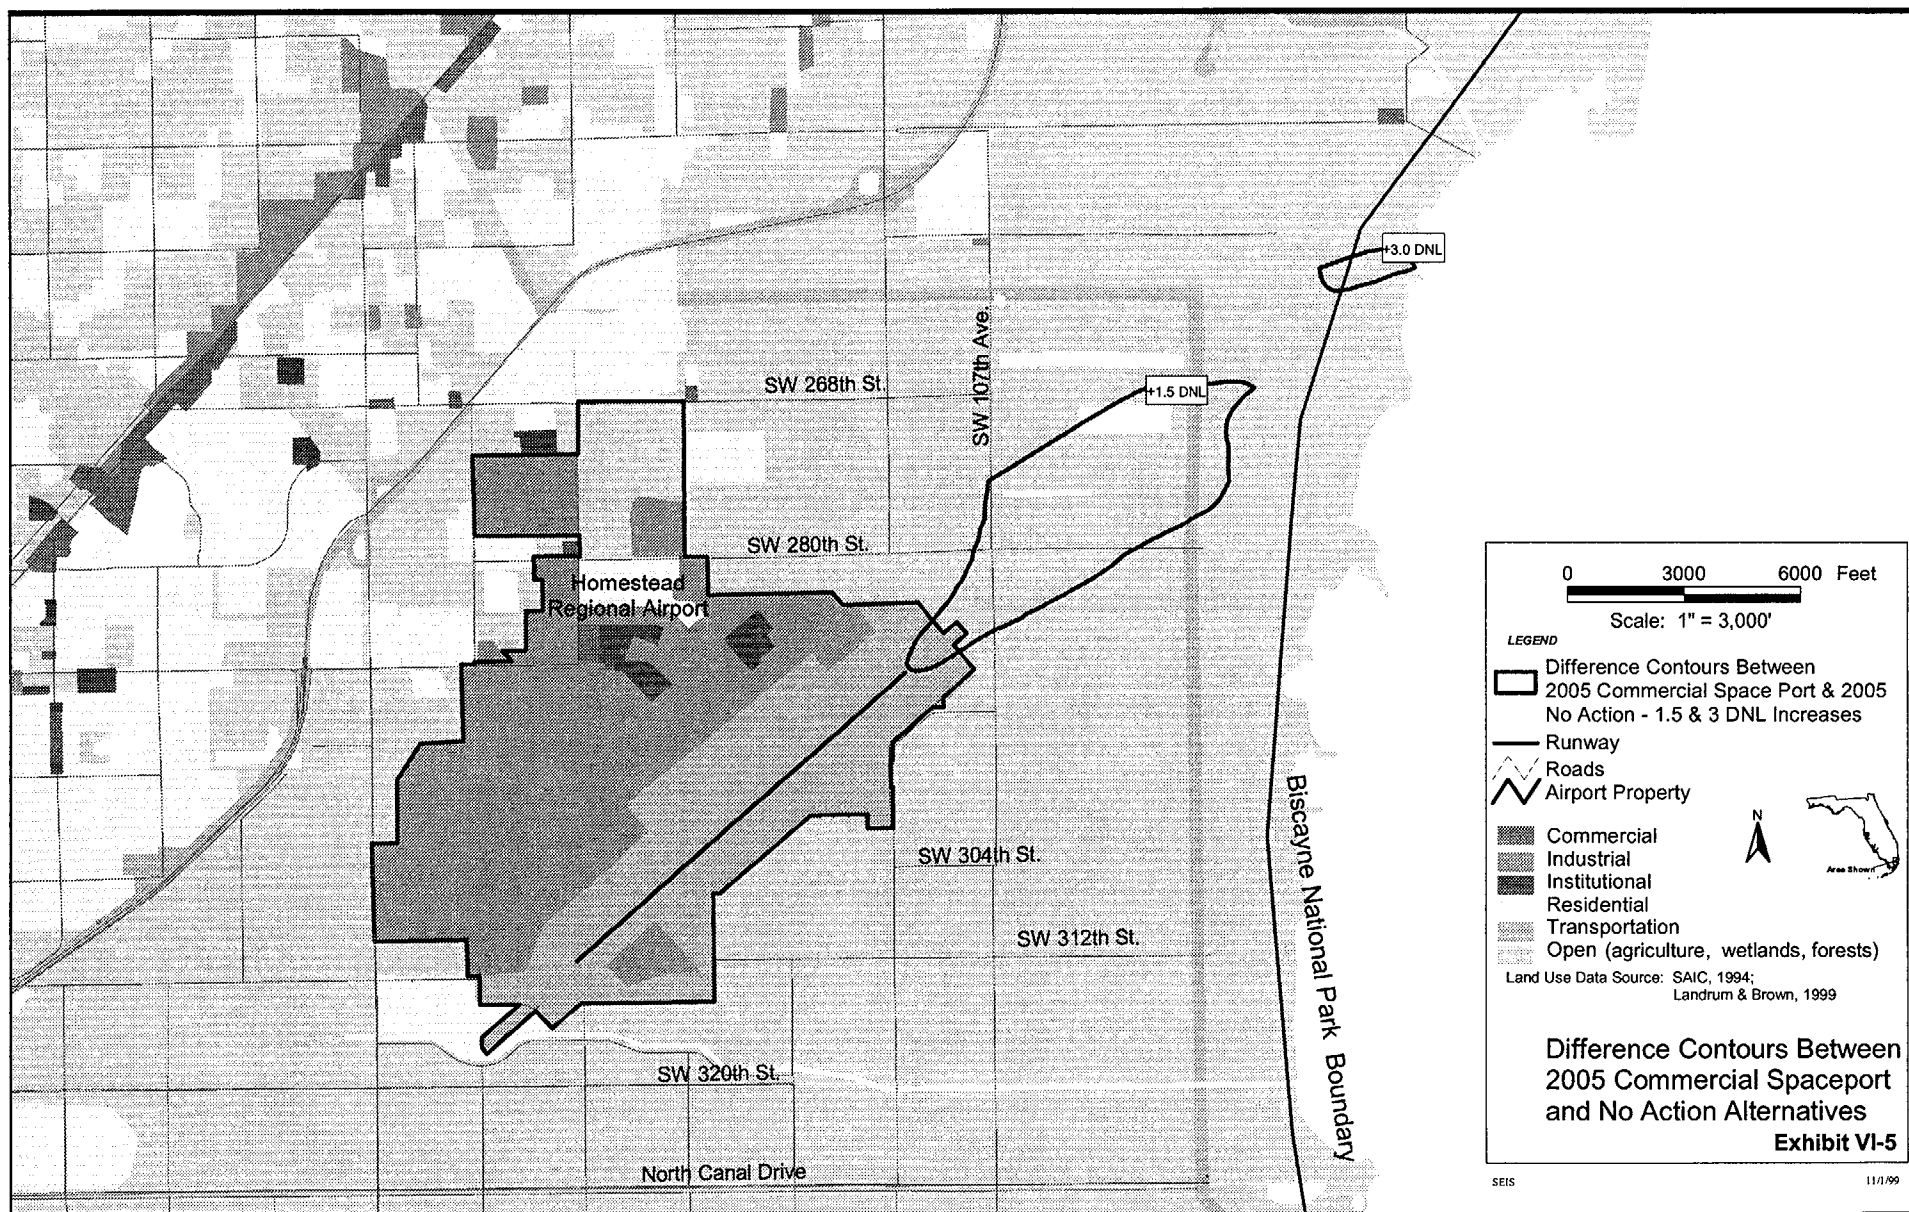 +3.0 DNL
SW 107th Ave.
SW 268th St.
+1.5 DNL
SW 280th St.
Homestead
Regional Airport
SW 304th St.
SW 312th St.
SW 320th St.
North Canal Drive
Biscayne National Park Boundary
0 3000 6000 Feet
Scale: 1" = 3,000'
LEGEND
Difference Contours Between
2005 Commercial Space Port & 2005
No Action - 1.5 & 3 DNL Increases
Runway
Roads
Airport Property
N
Area Shown
Commercial
Industrial
Institutional
Residential
Transportation
Open (agriculture, wetlands, forests)
Land Use Data Source: SAIC, 1994;
Landrum & Brown, 1999
Difference Contours Between
2005 Commercial Spaceport
and No Action Alternatives
Exhibit VI-5
SEIS
11/1/99